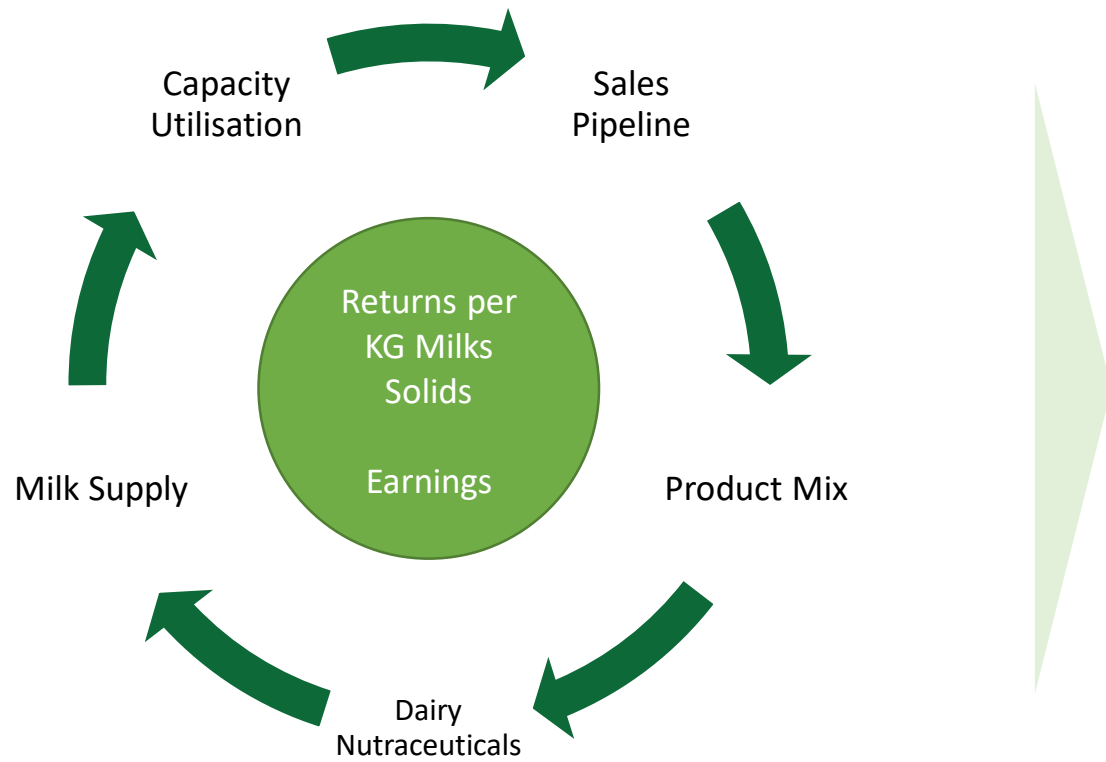 Capacity
Utilisation
Sales
Pipeline
Returns per
KG Milks
Solids
Earnings
Milk Supply
Product Mix
Dairy
Nutraceuticals